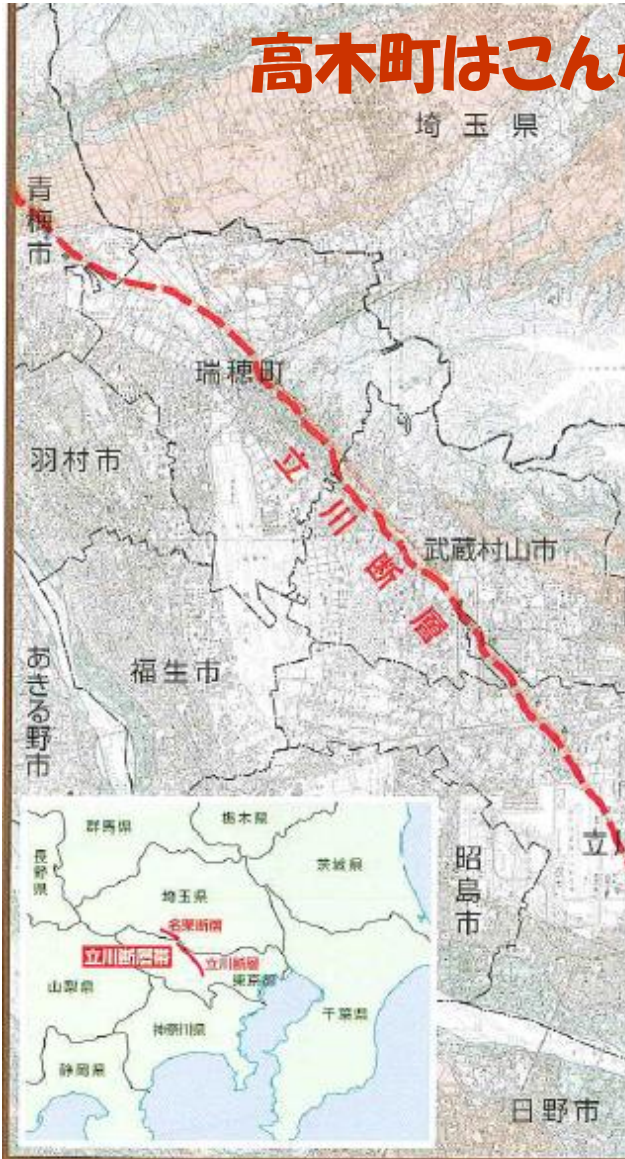 高木町はこんな
埼玉県
青梅市
瑞穂町
羽村市
立川断層
武蔵村山市
福生市
あきる野市
昭島市
立川
日野市
群馬県
栃木県
長野県
茨城県
埼玉県
名栗断層
立川断層帯
立川断層
東京都
山梨県
千葉県
神奈川県
静岡県